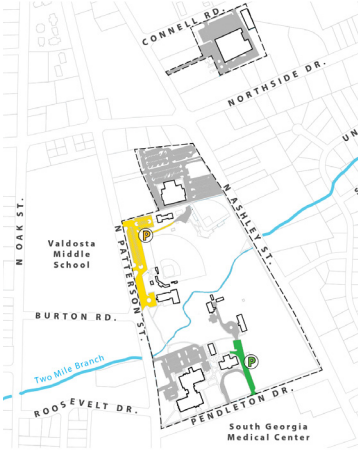 CONNELL RD.
NORTHSIDE DR.
UN
N ASHLEY ST.
N OAK ST.
N PATTERSON ST.
P
Valdosta
Middle
School
BURTON RD.
Two Mile Branch
P
ROOSEVELT DR.
PENDLETON DR.
South Georgia
Medical Center